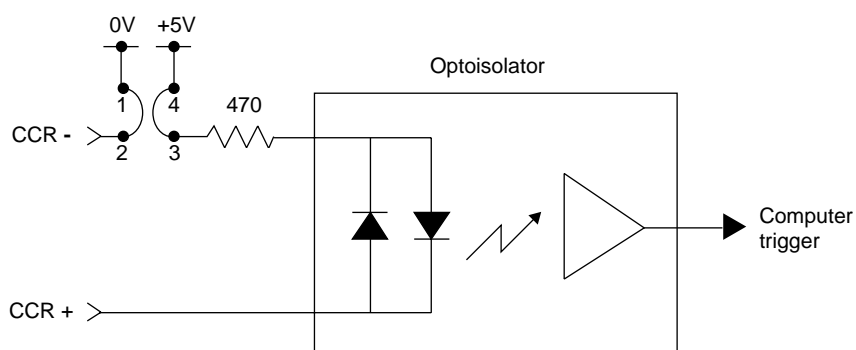 0V +5V
Optoisolator
1 4 470
CCR -
2 3
Computer
trigger
CCR +